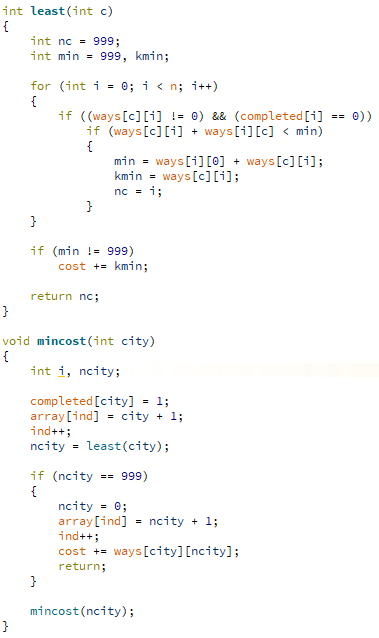 int least(int c)
{
    int nc = 999;
    int min = 999, kmin;

    for (int i = 0; i < n; i++)
    {
        if ((ways[c][i] != 0) && (completed[i] == 0))
            if (ways[c][i] + ways[i][c] < min)
            {
                min = ways[i][0] + ways[c][i];
                kmin = ways[c][i];
                nc = i;
            }
    }

    if (min != 999)
        cost += kmin;

    return nc;
}

void mincost(int city)
{
    int i, ncity;

    completed[city] = 1;
    array[ind] = city + 1;
    ind++;
    ncity = least(city);

    if (ncity == 999)
    {
        ncity = 0;
        array[ind] = ncity + 1;
        ind++;
        cost += ways[city][ncity];
        return;
    }

    mincost(ncity);
}